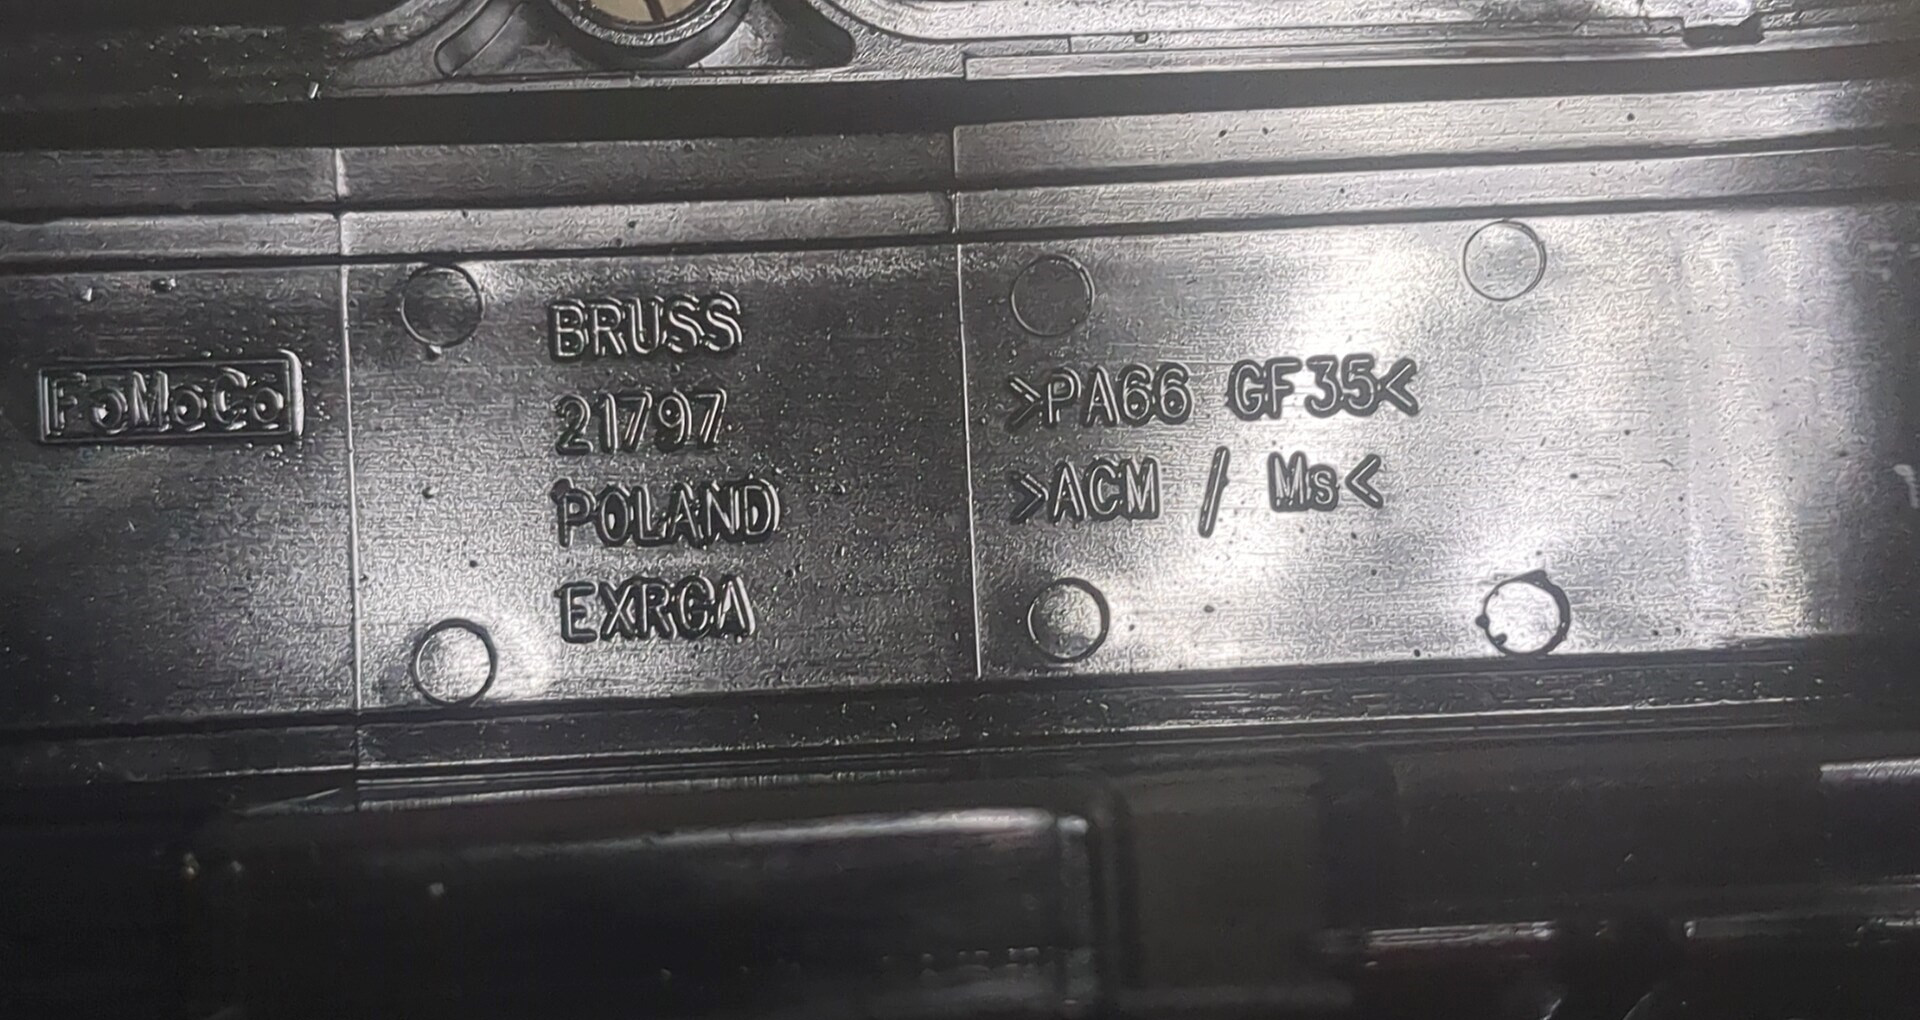 FoMoCo
BRUSS
21797
POLAND
EXRGA
>PA66 GF35<
>ACM / Ms<